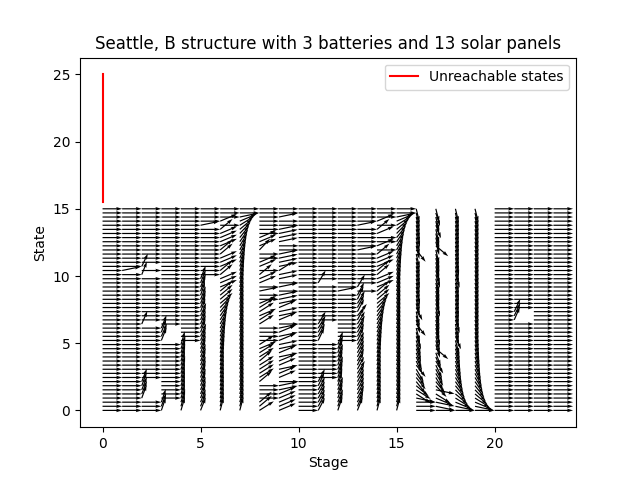 Seattle, B structure with 3 batteries and 13 solar panels
Unreachable states
25
20
15
10
5
0
State
0 5 10 15 20
Stage